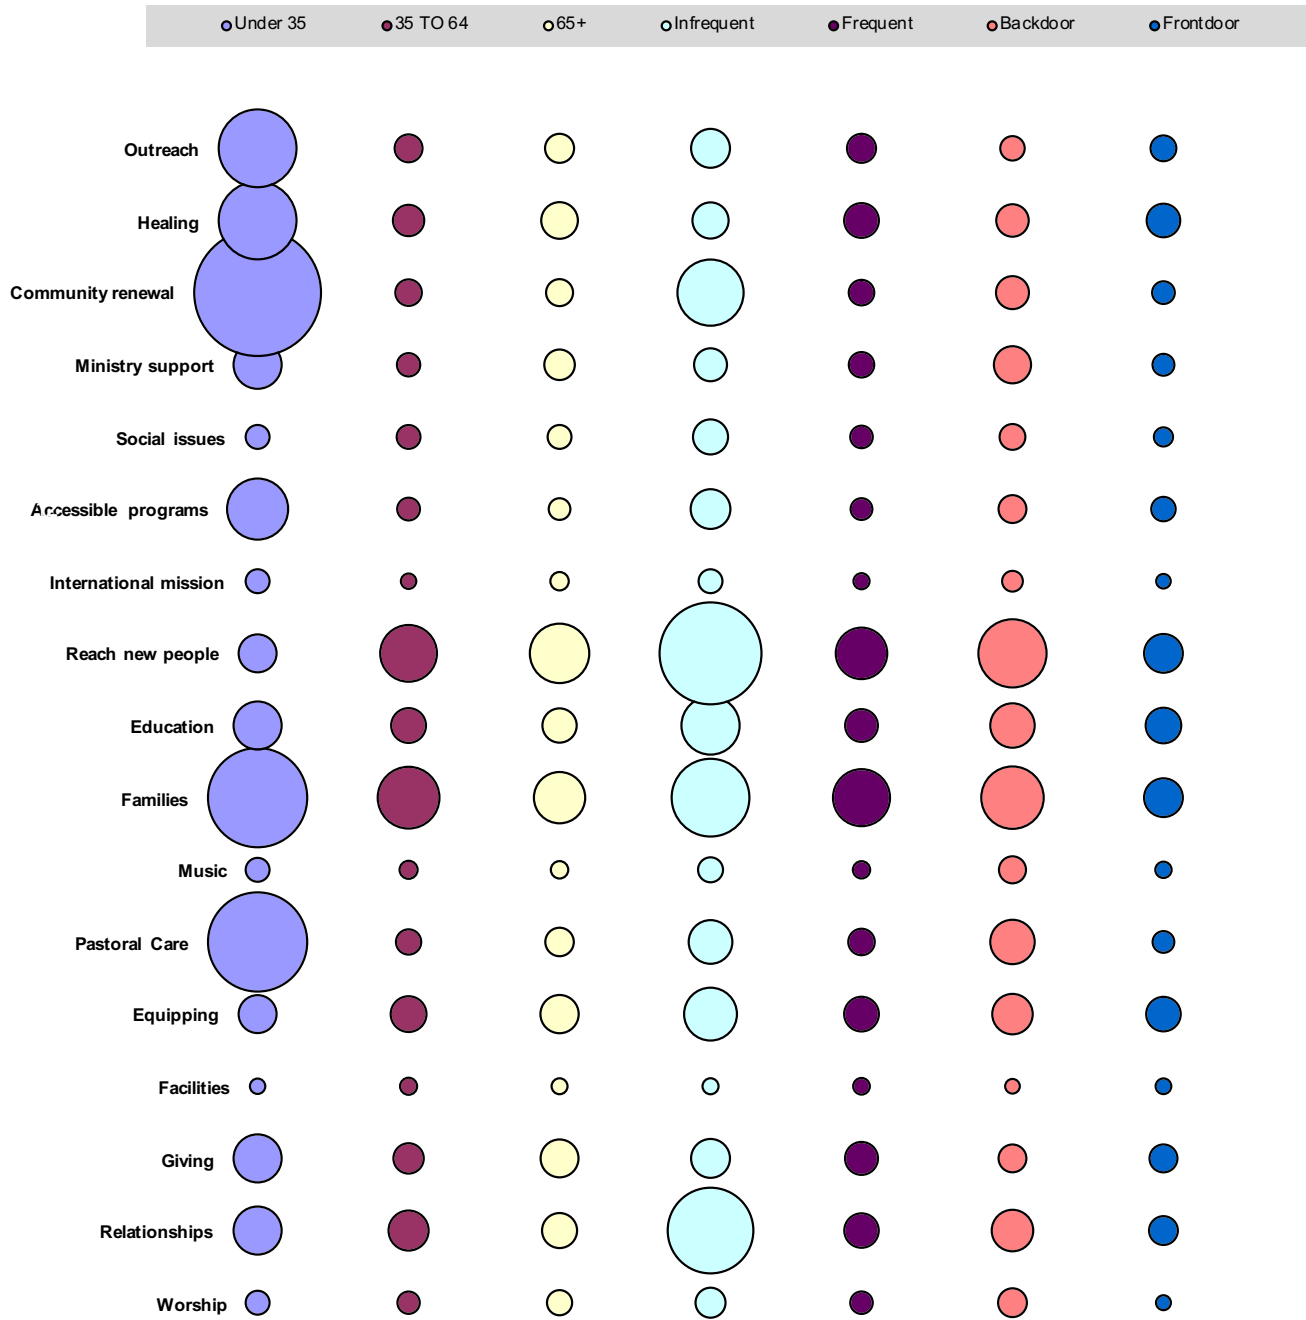 Under 35 35 TO 64 65+ Infrequent Frequent Backdoor Frontdoor
Outreach
Healing
Community renewal
Ministry support
Social issues
Accessible programs
International mission
Reach new people
Education
Families
Music
Pastoral Care
Equipping
Facilities
Giving
Relationships
Worship